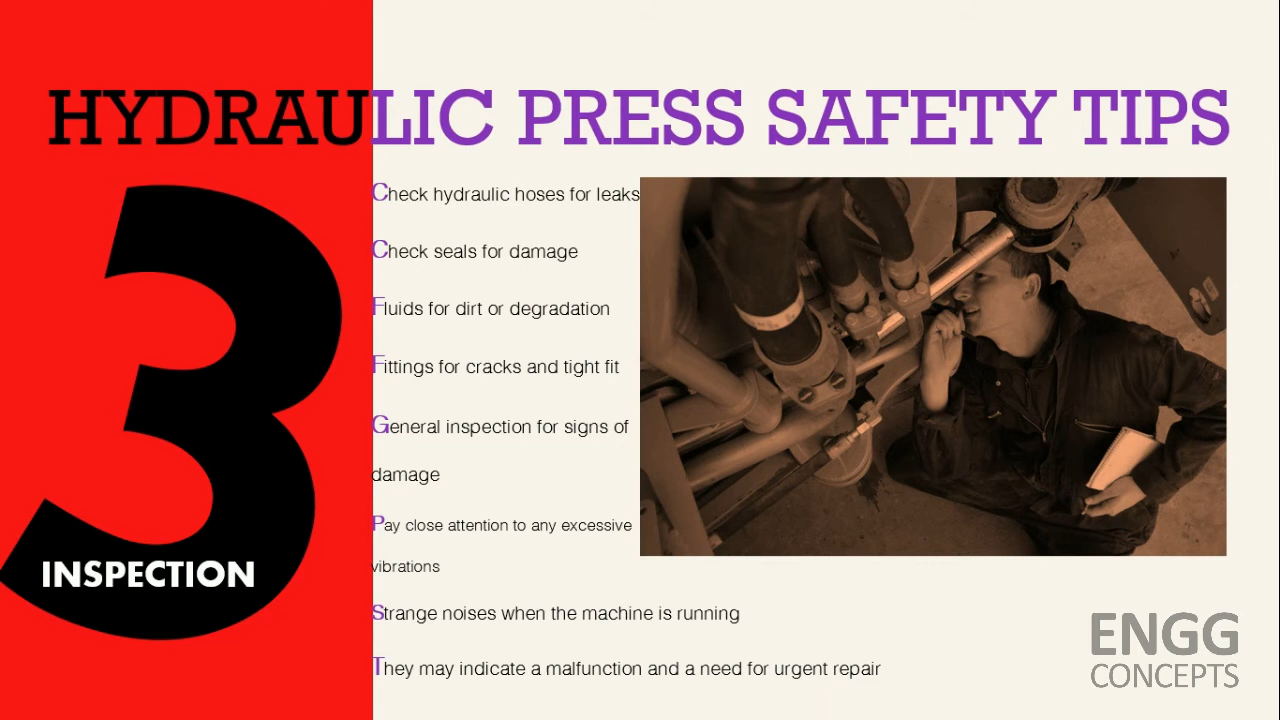 HYDRAULIC PRESS SAFETY TIPS
3
INSPECTION
Check hydraulic hoses for leaks
Check seals for damage
Fluids for dirt or degradation
Fittings for cracks and tight fit
General inspection for signs of
damage
Pay close attention to any excessive
vibrations
Strange noises when the machine is running
They may indicate a malfunction and a need for urgent repair
ENGG
CONCEPTS